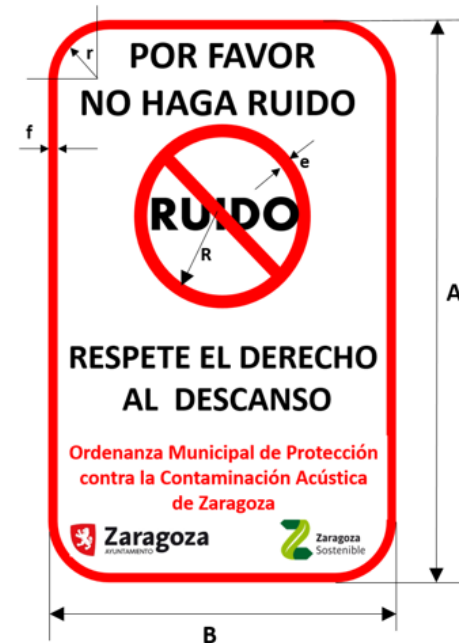 r
POR FAVOR
NO HAGA RUIDO
f
e
RUIDO
R
A
RESPETE EL DERECHO
AL DESCANSO
Ordenanza Municipal de Protección
contra la Contaminación Acústica
de Zaragoza
Zaragoza
AYUNTAMIENTO
Zaragoza
Sostenible
B